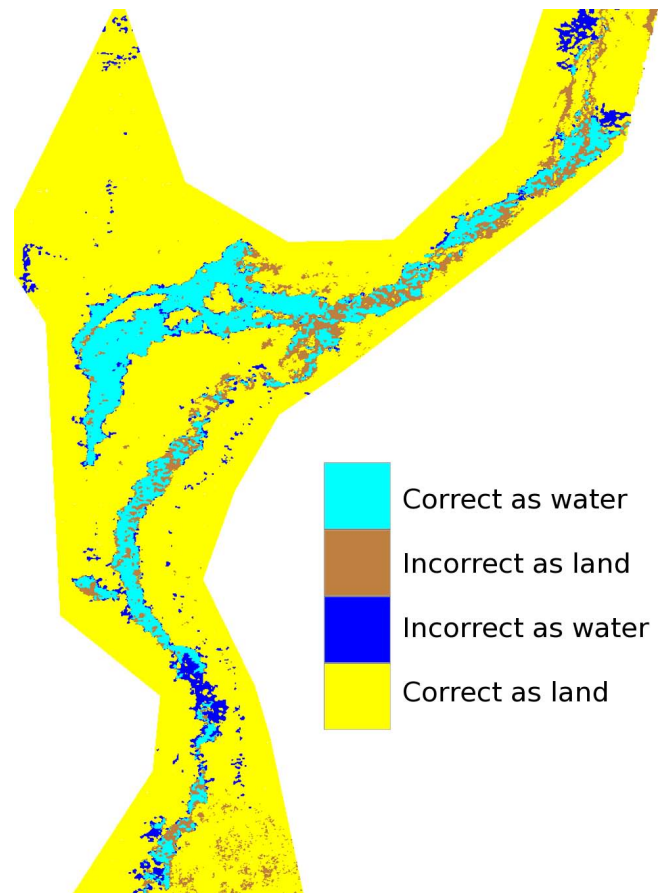 Correct as water
Incorrect as land
Incorrect as water
Correct as land